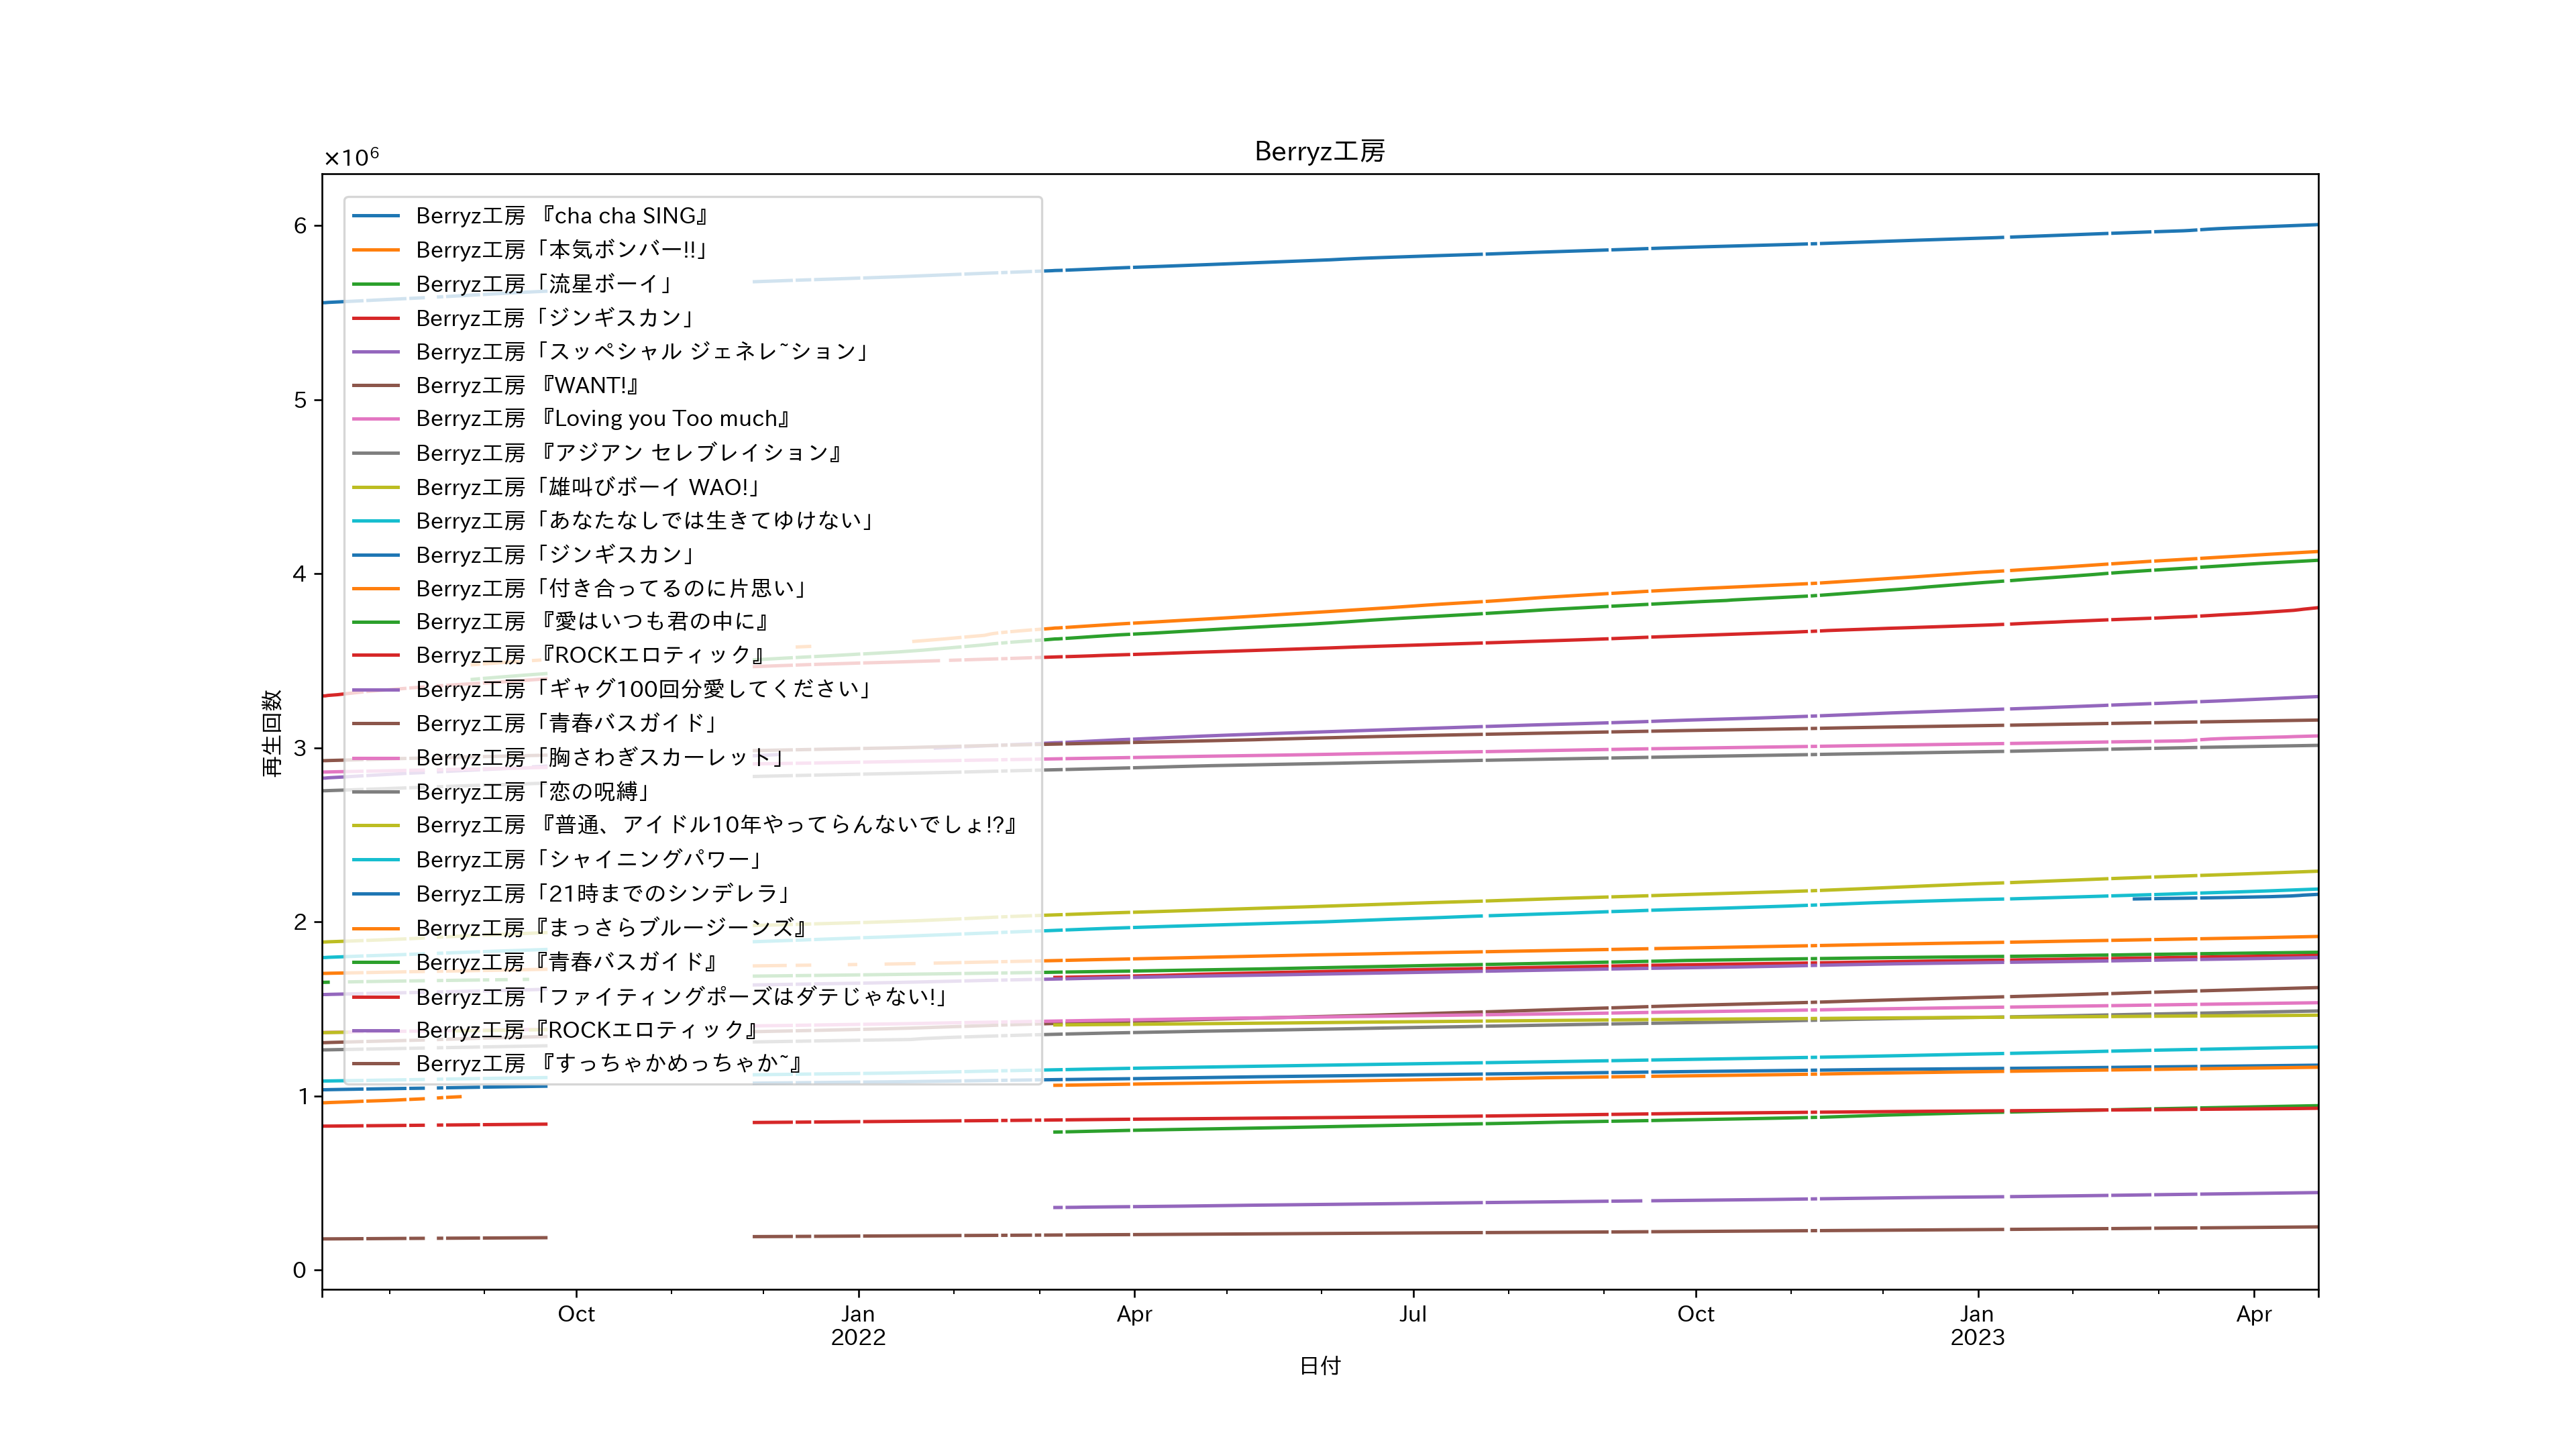 Berryz工房
×10⁶
Berryz工房 『cha cha SING』
Berryz工房「本気ボンバー!!」
Berryz工房「流星ボーイ」
Berryz工房「ジンギスカン」
Berryz工房「スッペシャル ジェネレ~ション」
Berryz工房 『WANT!』
Berryz工房 『Loving you Too much』
Berryz工房 『アジアン セレブレイション』
Berryz工房「雄叫びボーイ WAO!」
Berryz工房「あなたなしでは生きてゆけない」
Berryz工房「ジンギスカン」
Berryz工房「付き合ってるのに片思い」
Berryz工房 『愛はいつも君の中に』
Berryz工房 『ROCKエロティック』
Berryz工房「ギャグ100回分愛してください」
Berryz工房「青春バスガイド」
Berryz工房「胸さわぎスカーレット」
Berryz工房「恋の呪縛」
Berryz工房 『普通、アイドル10年やってらんないでしょ!?』
Berryz工房「シャイニングパワー」
Berryz工房「21時までのシンデレラ」
Berryz工房『まっさらブルージーンズ』
Berryz工房『青春バスガイド』
Berryz工房「ファイティングポーズはダテじゃない!」
Berryz工房『ROCKエロティック』
Berryz工房 『すっちゃかめっちゃか~』
6
5
4
3
2
1
0
再生回数
Oct
Jan
2022
Apr
Jul
Oct
Jan
2023
Apr
日付